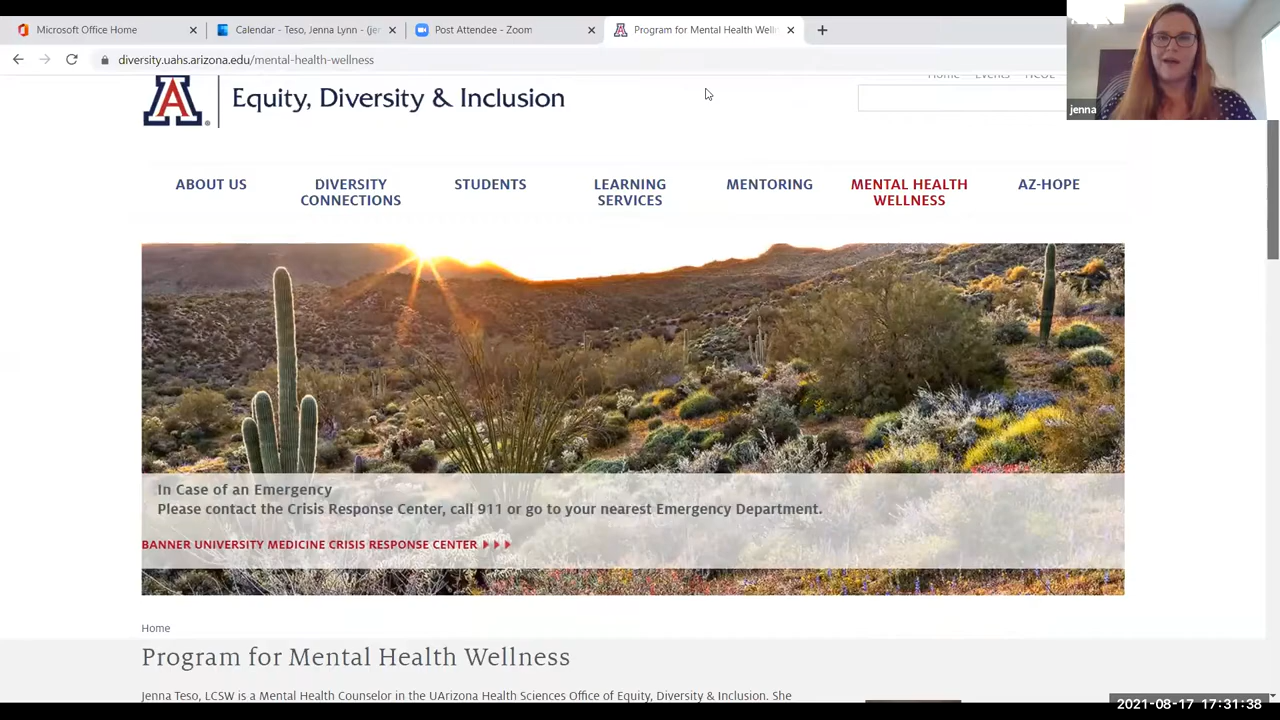 Microsoft Office Home
Calendar - Teso, Jenna Lynn - (jen
Post Attendee - Zoom
Program for Mental Health Welln
diversity.uahs.arizona.edu/mental-health-wellness
jenna
Home Events
A Equity, Diversity & Inclusion
ABOUT US
DIVERSITY
CONNECTIONS
STUDENTS
LEARNING
SERVICES
MENTORING
MENTAL HEALTH
WELLNESS
AZ-HOPE
In Case of an Emergency
Please contact the Crisis Response Center, call 911 or go to your nearest Emergency Department.
BANNER UNIVERSITY MEDICINE CRISIS RESPONSE CENTER
Home
Program for Mental Health Wellness
Jenna Teso, LCSW is a Mental Health Counselor in the UArizona Health Sciences Office of Equity, Diversity & Inclusion. She
2021-08-17 17:31:38